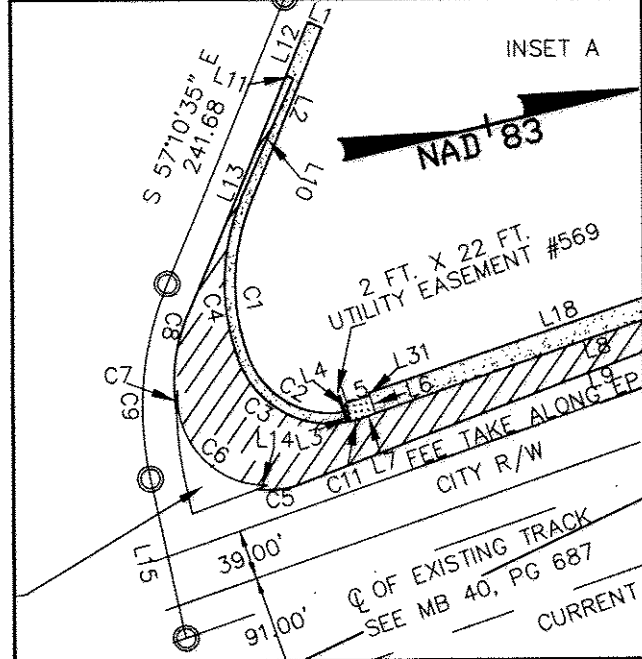 L1
INSET A
L12
L11
S 57°10'35" E
241.68
L2
NAD 83
L10
L13
2 FT. X 22 FT.
UTILITY EASEMENT #569
C1
C4
L18
C8
L31
L4
L8
C7
C2
L5
L6
L9
C9
C3
L3
L14
C6
C11
L7
FEE TAKE ALONG EP
C5
CITY R/W
L15
39.00'
℄ OF EXISTING TRACK
SEE MB 40, PG 687
91.00'
CURRENT